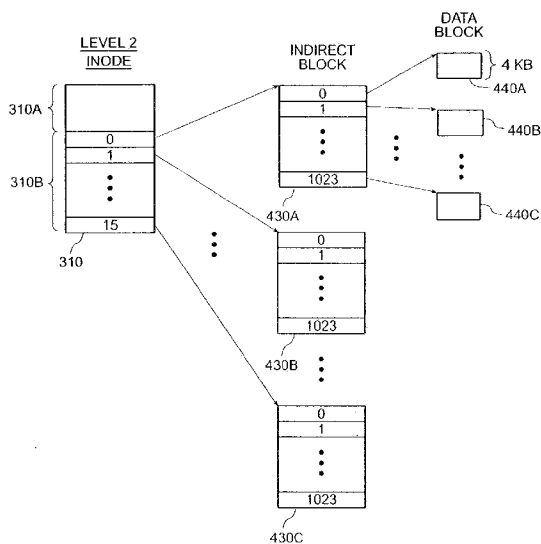 LEVEL 2
INODE
310A
310B
0
1
15
310
INDIRECT
BLOCK
0
1
1023
430A
0
1
1023
430B
0
1
1023
430C
DATA
BLOCK
4 KB
440A
440B
440C